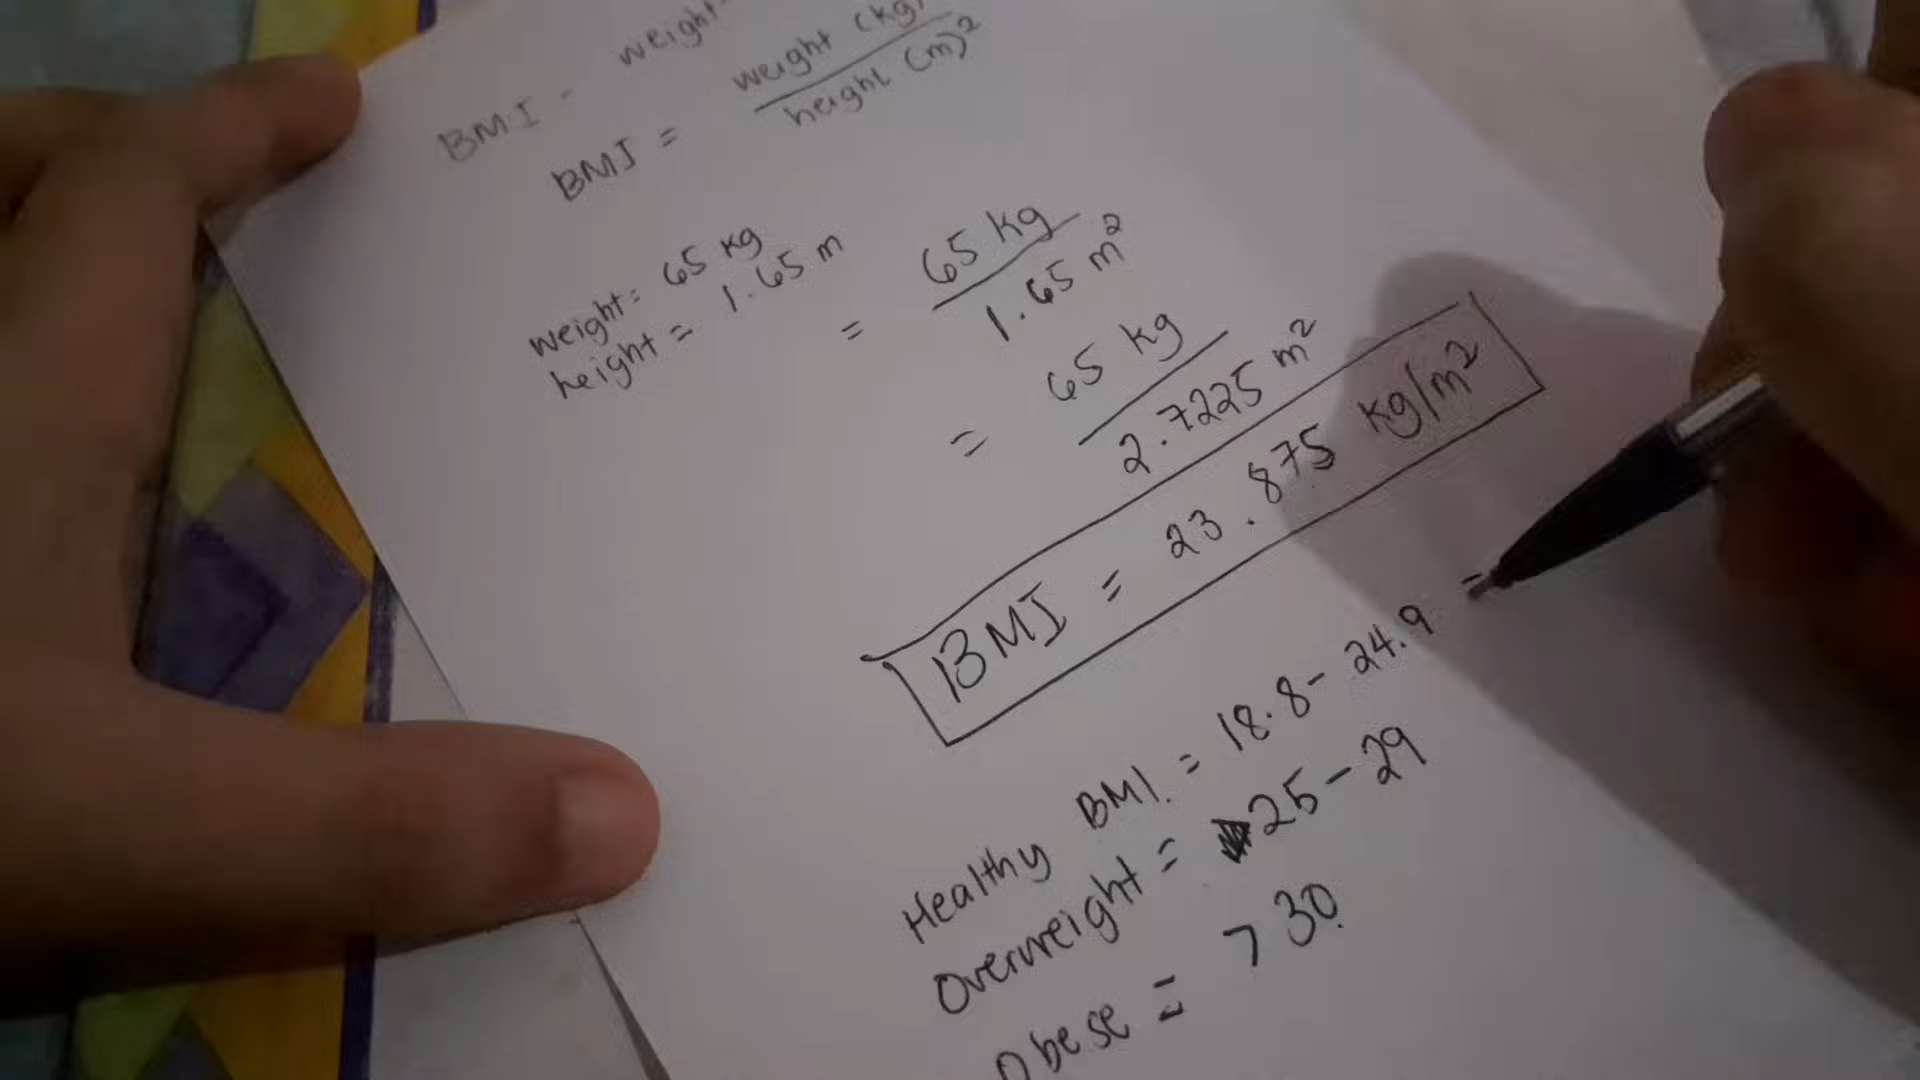 BMI - weight
BMI = weight (kg) / height (m)²
weight = 65 kg
height = 1.65 m
= 65 kg / 1.65 m²
= 65 kg / 2.7225 m²
BMI = 23.875 kg/m²
Healthy BMI. = 18.8 - 24.9 -
Overweight = 25 - 29
Obese = > 30.